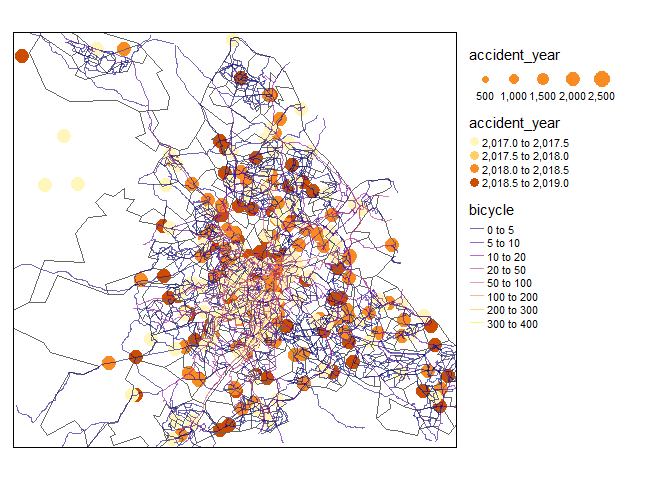 accident_year
500 1,000 1,500 2,000 2,500
accident_year
2,017.0 to 2,017.5
2,017.5 to 2,018.0
2,018.0 to 2,018.5
2,018.5 to 2,019.0
bicycle
0 to 5
5 to 10
10 to 20
20 to 50
50 to 100
100 to 200
200 to 300
300 to 400